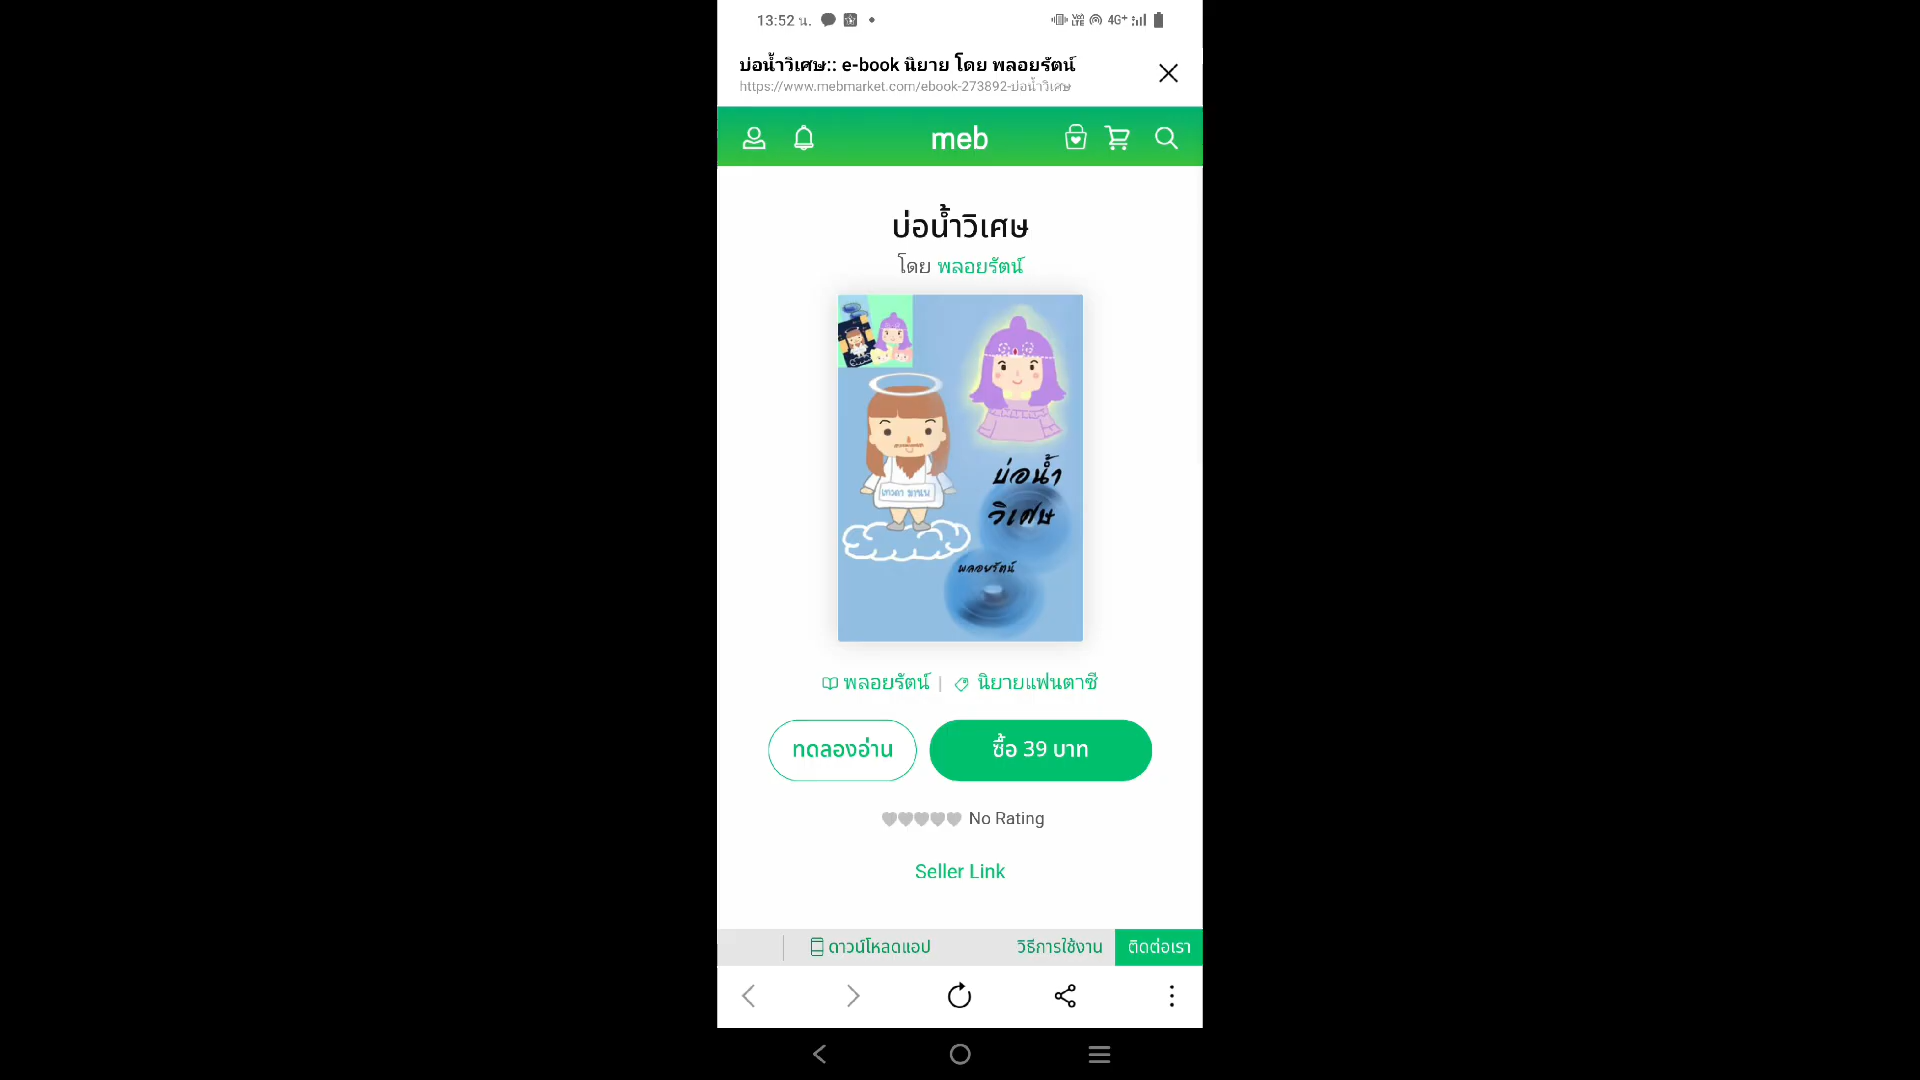 13:52 น.
4G+
บ่อน้ำวิเศษ:: e-book นิยาย โดย พลอยรัตน์
https://www.mebmarket.com/ebook-273892-บ่อน้ำวิเศษ
meb
บ่อน้ำวิเศษ
โดย พลอยรัตน์
เทวดา
บ่อน้ำ
วิเศษ
พลอยรัตน์
พลอยรัตน์ | นิยายแฟนตาซี
ทดลองอ่าน
ซื้อ 39 บาท
No Rating
Seller Link
ดาวน์โหลดแอป
วิธีการใช้งาน
ติดต่อเรา